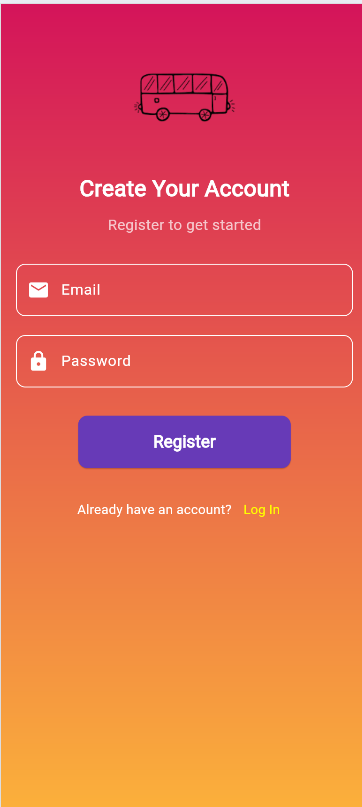 Create Your Account
Register to get started
Email
Password
Register
Already have an account? Log In